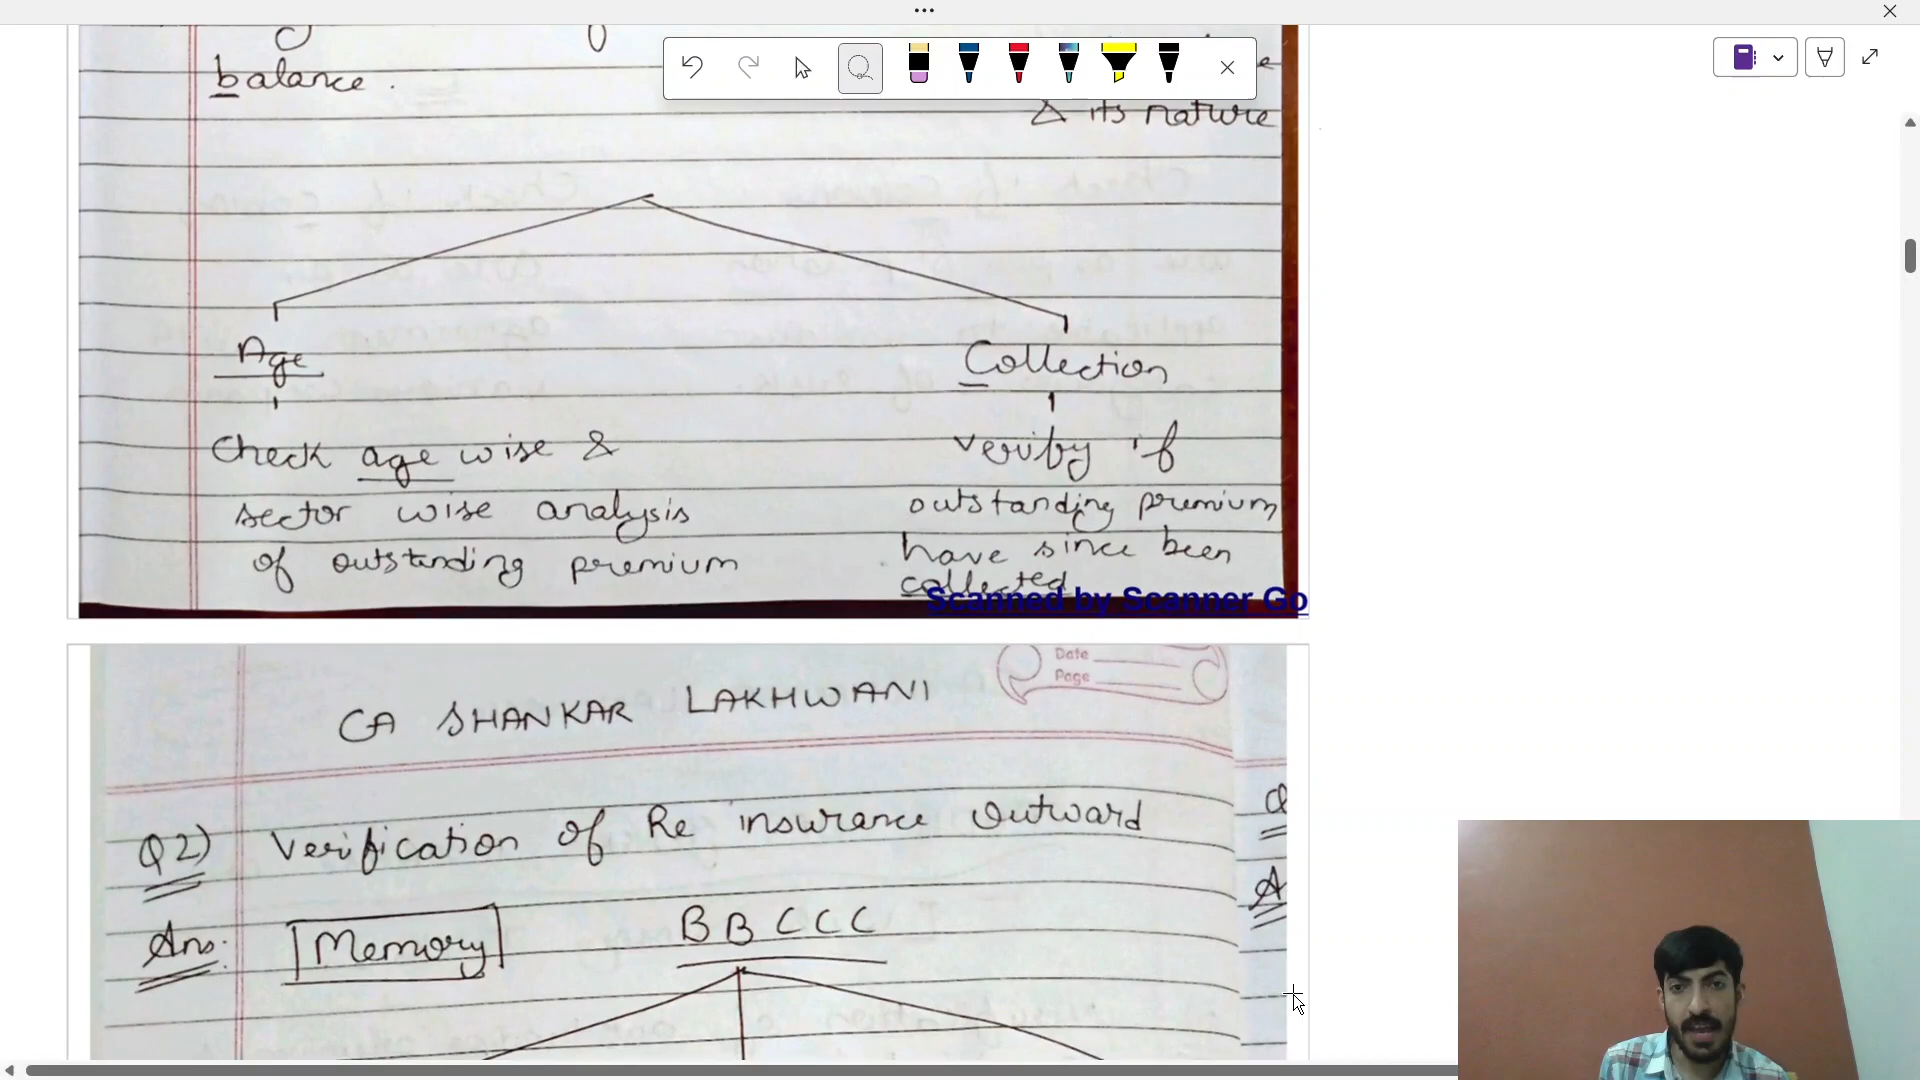 balance.
Δ its nature
Age
Collection
Check age wise &
sector wise analysis
of outstanding premium
verify if
outstanding premium
have since been
collected
Scanned by Scanner Go
Date
Page
CA SHANKAR LAKHWANI
Q2) Verification of Re insurance Outward
Ans: Memory BBCCC